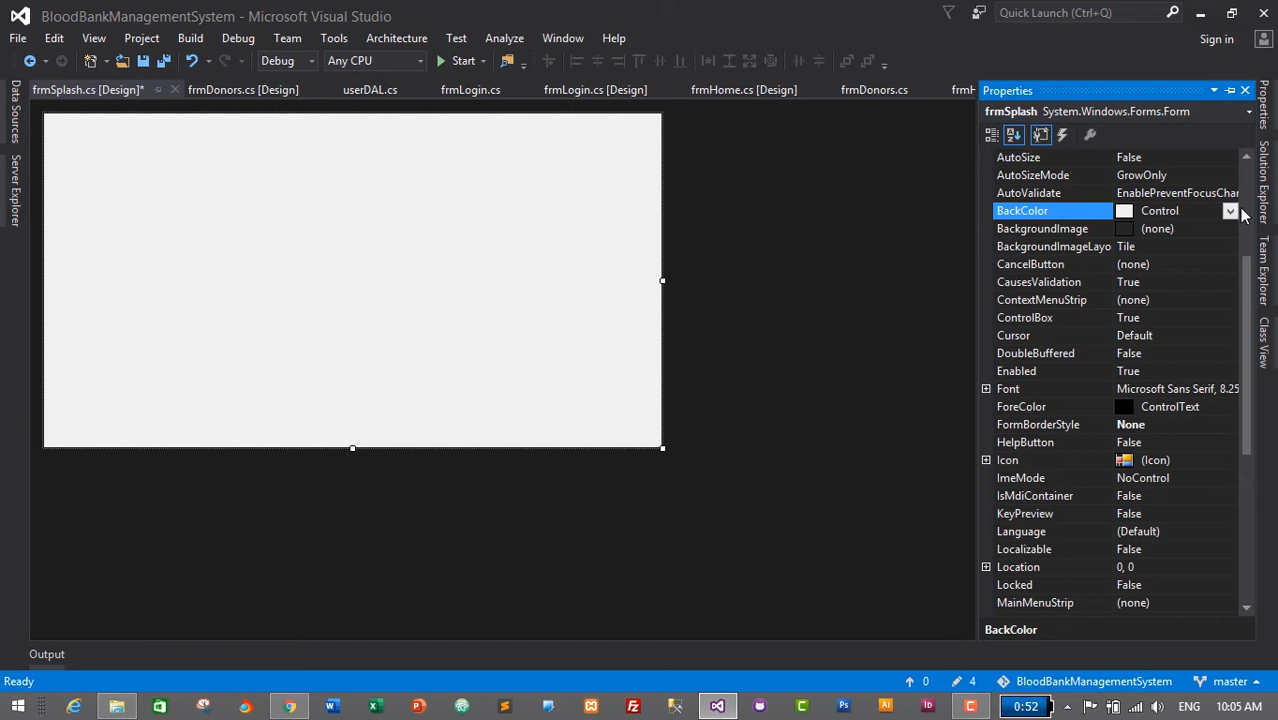 BloodBankManagementSystem - Microsoft Visual Studio
Quick Launch (Ctrl+Q)
File Edit View Project Build Debug Team Tools Architecture Test Analyze Window Help
Sign in
Debug Any CPU Start
frmSplash.cs [Design]* frmDonors.cs [Design] userDAL.cs frmLogin.cs frmLogin.cs [Design] frmHome.cs [Design] frmDonors.cs
Data Sources
Server Explorer
Properties
frmSplash System.Windows.Forms.Form
AutoSize False
AutoSizeMode GrowOnly
AutoValidate EnablePreventFocusChan
BackColor Control
BackgroundImage (none)
BackgroundImageLayo Tile
CancelButton (none)
CausesValidation True
ContextMenuStrip (none)
ControlBox True
Cursor Default
DoubleBuffered False
Enabled True
Font Microsoft Sans Serif, 8.25
ForeColor ControlText
FormBorderStyle None
HelpButton False
Icon (Icon)
ImeMode NoControl
IsMdiContainer False
KeyPreview False
Language (Default)
Localizable False
Location 0, 0
Locked False
MainMenuStrip (none)
BackColor
Properties
Solution Explorer
Team Explorer
Class View
Output
Ready 0 4 BloodBankManagementSystem master
0:52 ENG 10:05 AM